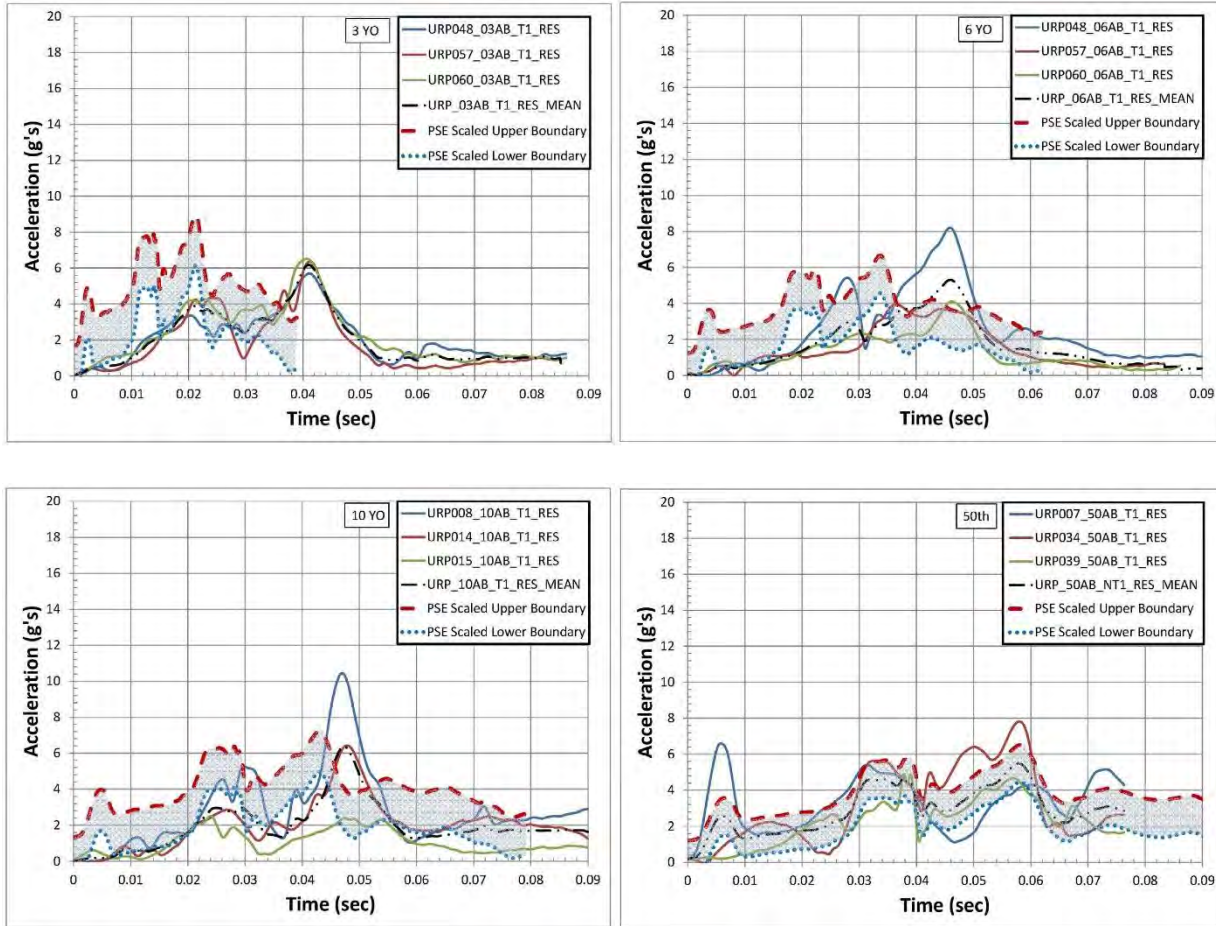 3 YO
URP048_03AB_T1_RES
URP057_03AB_T1_RES
URP060_03AB_T1_RES
URP_03AB_T1_RES_MEAN
PSE Scaled Upper Boundary
PSE Scaled Lower Boundary
Acceleration (g's)
20
18
16
14
12
10
8
6
4
2
0
0 0.01 0.02 0.03 0.04 0.05 0.06 0.07 0.08 0.09
Time (sec)
6 YO
URP048_06AB_T1_RES
URP057_06AB_T1_RES
URP060_06AB_T1_RES
URP_06AB_T1_RES_MEAN
PSE Scaled Upper Boundary
PSE Scaled Lower Boundary
Acceleration (g's)
20
18
16
14
12
10
8
6
4
2
0
0 0.01 0.02 0.03 0.04 0.05 0.06 0.07 0.08 0.09
Time (sec)
10 YO
URP008_10AB_T1_RES
URP014_10AB_T1_RES
URP015_10AB_T1_RES
URP_10AB_T1_RES_MEAN
PSE Scaled Upper Boundary
PSE Scaled Lower Boundary
Acceleration (g's)
20
18
16
14
12
10
8
6
4
2
0
0 0.01 0.02 0.03 0.04 0.05 0.06 0.07 0.08 0.09
Time (sec)
50th
URP007_50AB_T1_RES
URP034_50AB_T1_RES
URP039_50AB_T1_RES
URP_50AB_NT1_RES_MEAN
PSE Scaled Upper Boundary
PSE Scaled Lower Boundary
Acceleration (g's)
20
18
16
14
12
10
8
6
4
2
0
0 0.01 0.02 0.03 0.04 0.05 0.06 0.07 0.08 0.09
Time (sec)